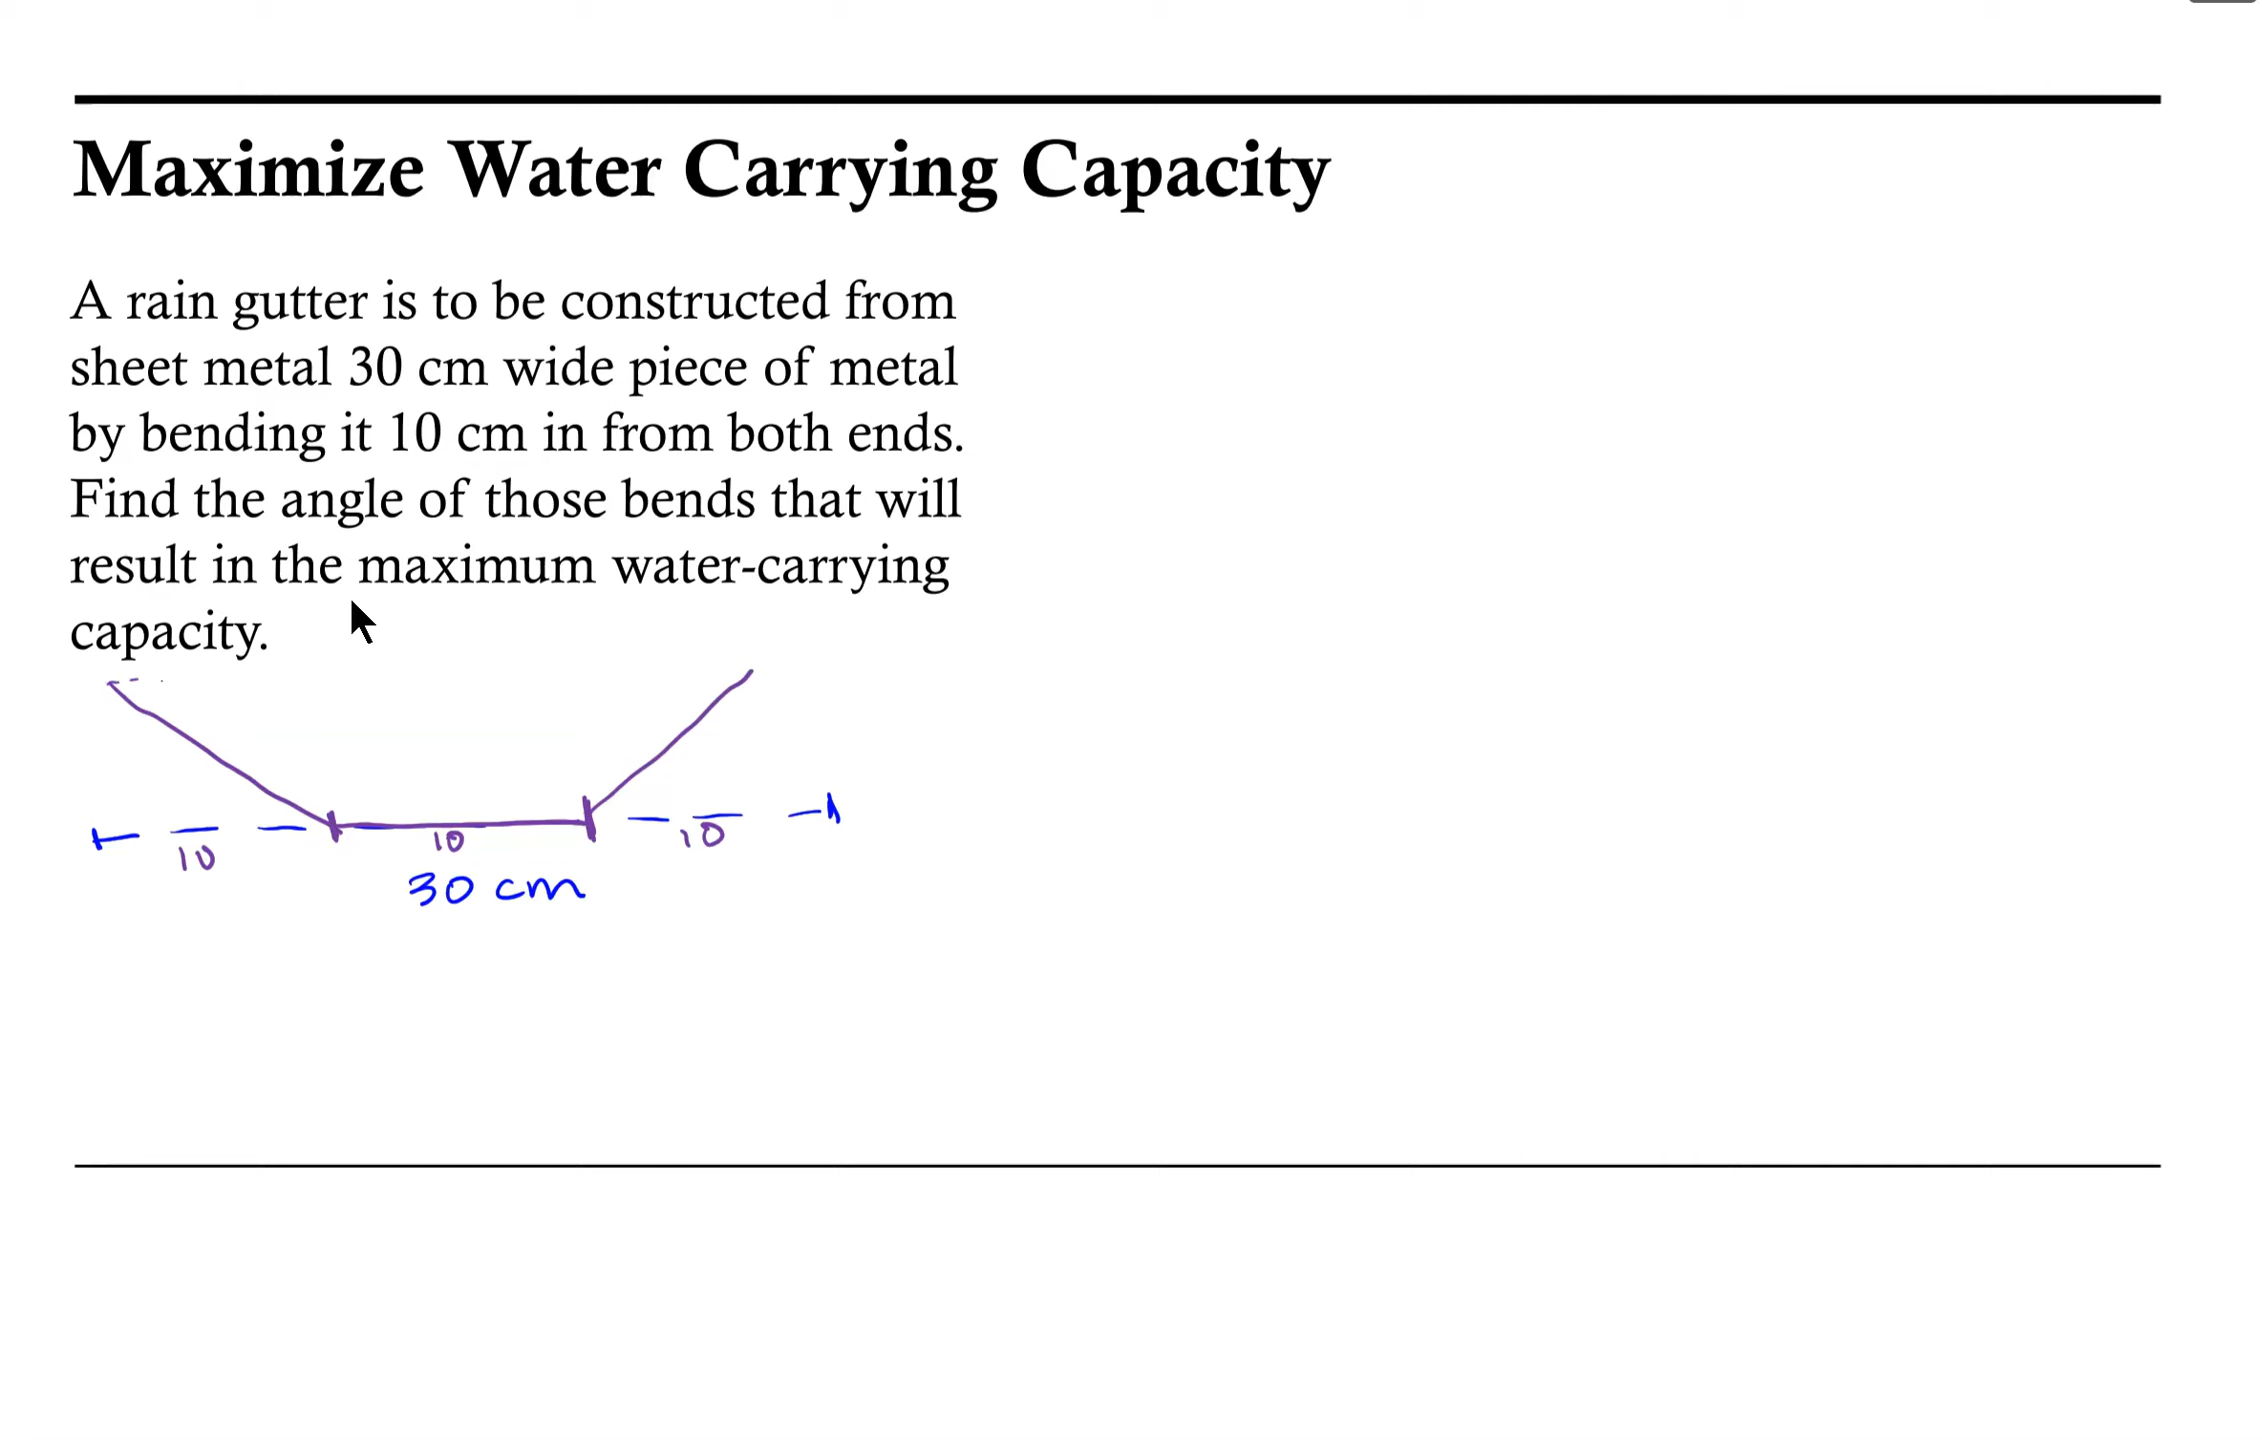 Maximize Water Carrying Capacity
A rain gutter is to be constructed from
sheet metal 30 cm wide piece of metal
by bending it 10 cm in from both ends.
Find the angle of those bends that will
result in the maximum water-carrying
capacity.
10 10 10
30 cm